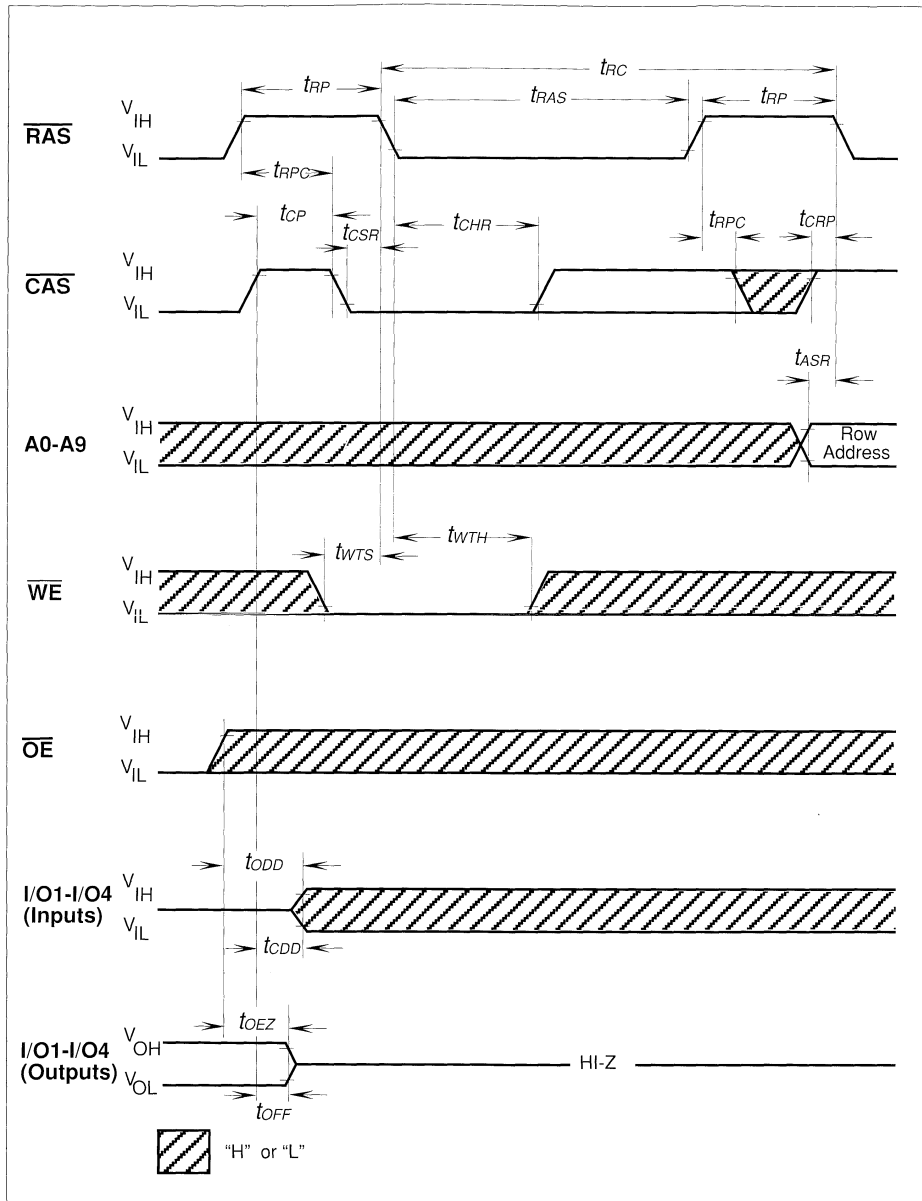 tRC
tRP
tRAS
tRP
RAS
VIH
VIL
tRPC
tCP
tCSR
tCHR
tRPC
tCRP
CAS
VIH
VIL
tASR
A0-A9
VIH
VIL
Row
Address
tWTS
tWTH
WE
VIH
VIL
OE
VIH
VIL
tODD
I/O1-I/O4
(Inputs)
VIH
VIL
tCDD
tOEZ
I/O1-I/O4
(Outputs)
VOH
VOL
HI-Z
tOFF
“H” or “L”